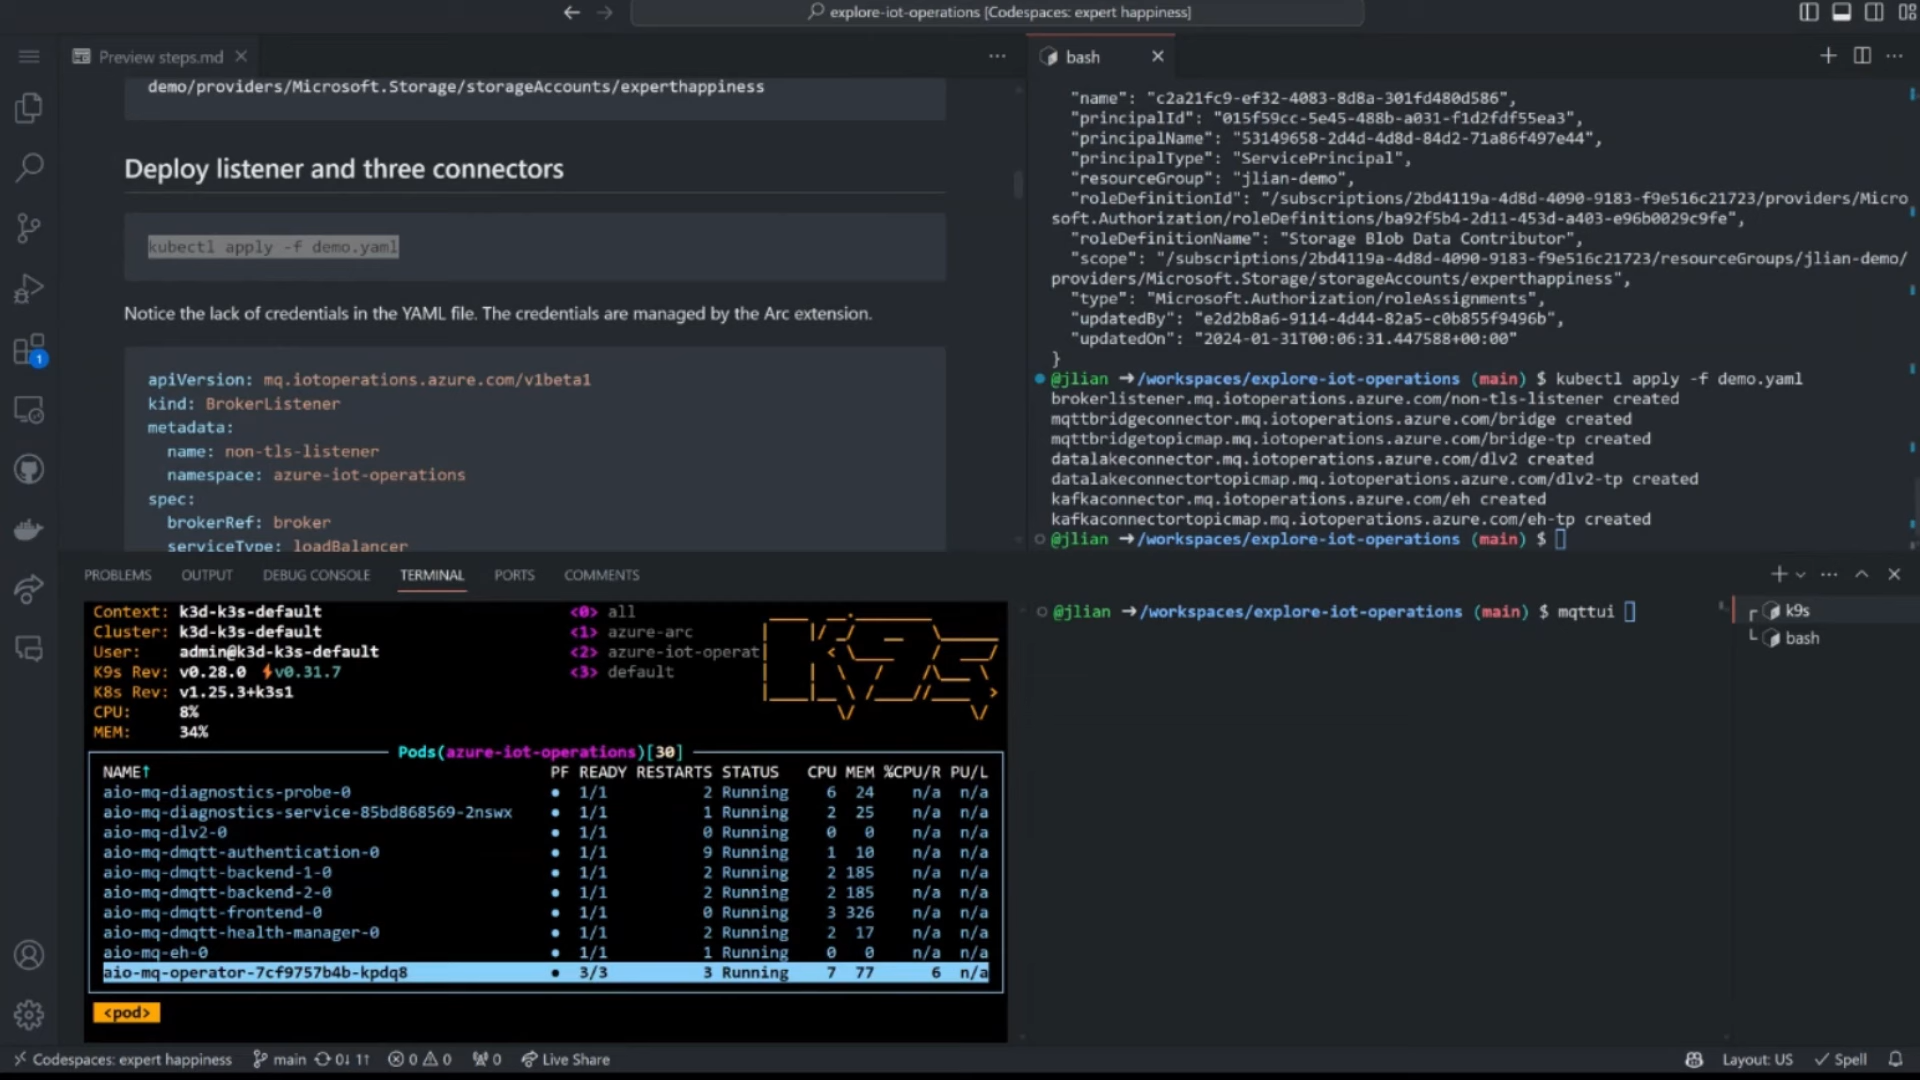 explore-iot-operations [Codespaces: expert happiness]
Preview steps.md
demo/providers/Microsoft.Storage/storageAccounts/experthappiness
Deploy listener and three connectors
kubectl apply -f demo.yaml
Notice the lack of credentials in the YAML file. The credentials are managed by the Arc extension.
apiVersion: mq.iotoperations.azure.com/v1beta1
kind: BrokerListener
metadata:
name: non-tls-listener
namespace: azure-iot-operations
spec:
brokerRef: broker
serviceType: loadBalancer
bash
"name": "c2a21fc9-ef32-4083-8d8a-301fd480d586",
"principalId": "015f59cc-5e45-488b-a031-f1d2fdf55ea3",
"principalName": "53149658-2d4d-4d8d-84d2-71a86f497e44",
"principalType": "ServicePrincipal",
"resourceGroup": "jlian-demo",
"roleDefinitionId": "/subscriptions/2bd4119a-4d8d-4090-9183-f9e516c21723/providers/Micro
soft.Authorization/roleDefinitions/ba92f5b4-2d11-453d-a403-e96b0029c9fe",
"roleDefinitionName": "Storage Blob Data Contributor",
"scope": "/subscriptions/2bd4119a-4d8d-4090-9183-f9e516c21723/resourceGroups/jlian-demo/
providers/Microsoft.Storage/storageAccounts/experthappiness",
"type": "Microsoft.Authorization/roleAssignments",
"updatedBy": "e2d2b8a6-9114-4d44-82a5-c0b855f9496b",
"updatedOn": "2024-01-31T00:06:31.447588+00:00"
}
@jlian →/workspaces/explore-iot-operations (main) $ kubectl apply -f demo.yaml
brokerlistener.mq.iotoperations.azure.com/non-tls-listener created
mqttbridgeconnector.mq.iotoperations.azure.com/bridge created
mqttbridgetopicmap.mq.iotoperations.azure.com/bridge-tp created
datalakeconnector.mq.iotoperations.azure.com/dlv2 created
datalakeconnectortopicmap.mq.iotoperations.azure.com/dlv2-tp created
kafkaconnector.mq.iotoperations.azure.com/eh created
kafkaconnectortopicmap.mq.iotoperations.azure.com/eh-tp created
@jlian →/workspaces/explore-iot-operations (main) $
1
PROBLEMS OUTPUT DEBUG CONSOLE TERMINAL PORTS COMMENTS
Context: k3d-k3s-default <0> all
Cluster: k3d-k3s-default <1> azure-arc
User: admin@k3d-k3s-default <2> azure-iot-operat
K9s Rev: v0.28.0 ⚡v0.31.7 <3> default
K8s Rev: v1.25.3+k3s1
CPU: 8%
MEM: 34%
K9s
Pods(azure-iot-operations)[30]
NAME↑ PF READY RESTARTS STATUS CPU MEM %CPU/R PU/L
aio-mq-diagnostics-probe-0 ● 1/1 2 Running 6 24 n/a n/a
aio-mq-diagnostics-service-85bd868569-2nswx ● 1/1 1 Running 2 25 n/a n/a
aio-mq-dlv2-0 ● 1/1 0 Running 0 0 n/a n/a
aio-mq-dmqtt-authentication-0 ● 1/1 9 Running 1 10 n/a n/a
aio-mq-dmqtt-backend-1-0 ● 1/1 2 Running 2 185 n/a n/a
aio-mq-dmqtt-backend-2-0 ● 1/1 2 Running 2 185 n/a n/a
aio-mq-dmqtt-frontend-0 ● 1/1 0 Running 3 326 n/a n/a
aio-mq-dmqtt-health-manager-0 ● 1/1 2 Running 2 17 n/a n/a
aio-mq-eh-0 ● 1/1 1 Running 0 0 n/a n/a
aio-mq-operator-7cf9757b4b-kpdq8 ● 3/3 3 Running 7 77 6 n/a
<pod>
@jlian →/workspaces/explore-iot-operations (main) $ mqttui
k9s
bash
Codespaces: expert happiness main 0↓ 1↑ 0 0 0 Live Share Layout: US Spell